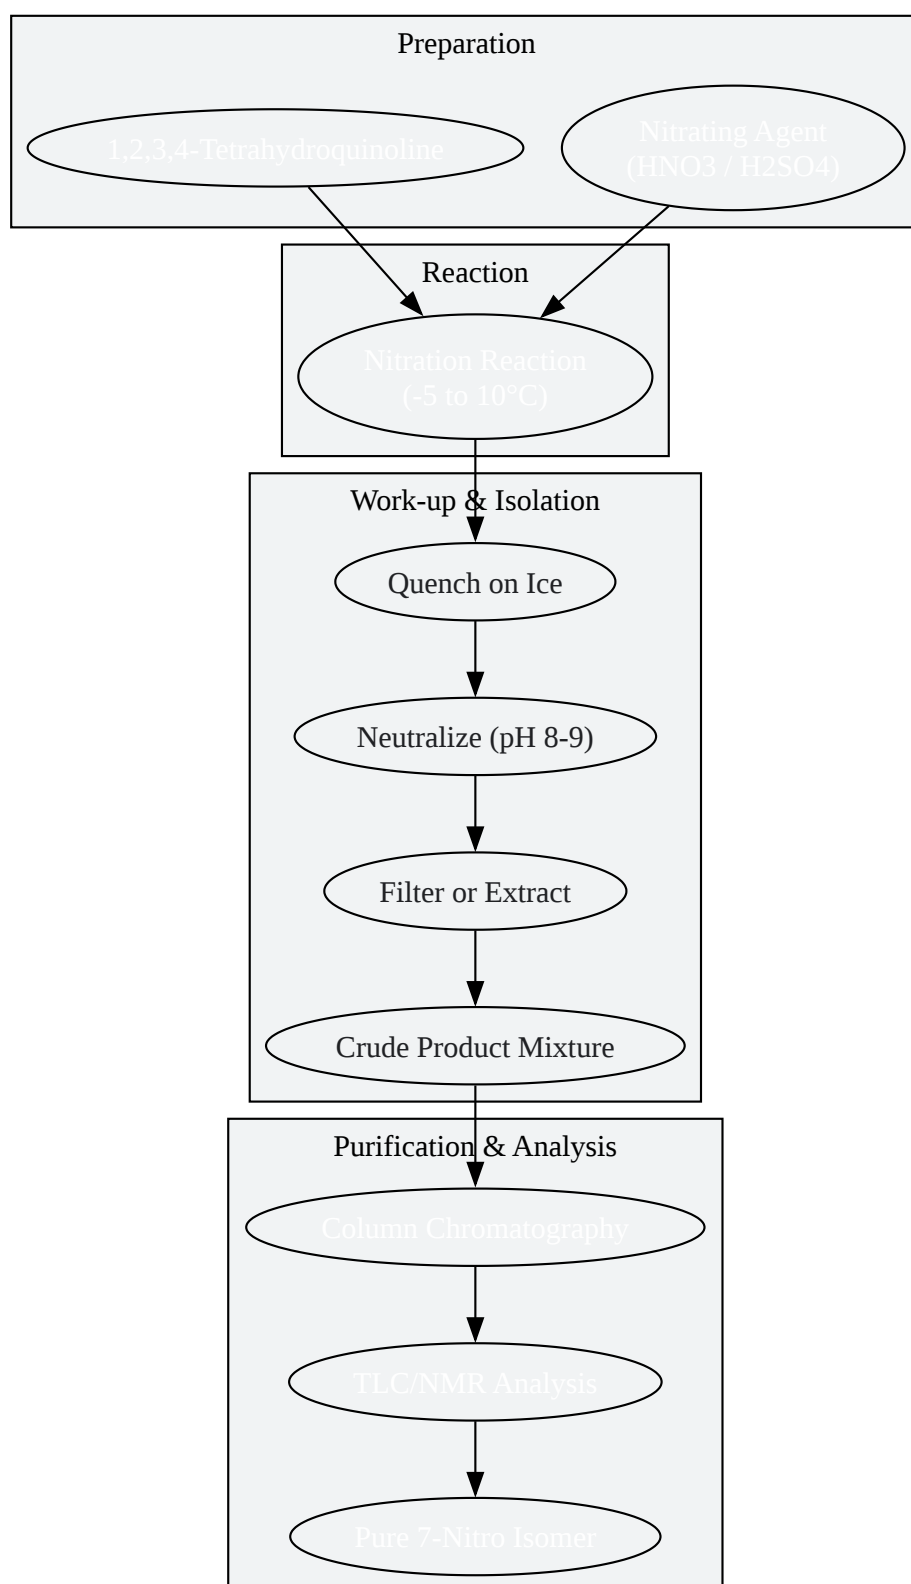 Preparation
1,2,3,4-Tetrahydroquinoline
Nitrating Agent
(HNO3 / H2SO4)
Reaction
Nitration Reaction
(-5 to 10°C)
Work-up & Isolation
Quench on Ice
Neutralize (pH 8-9)
Filter or Extract
Crude Product Mixture
Purification & Analysis
Column Chromatography
TLC/NMR Analysis
Pure 7-Nitro Isomer